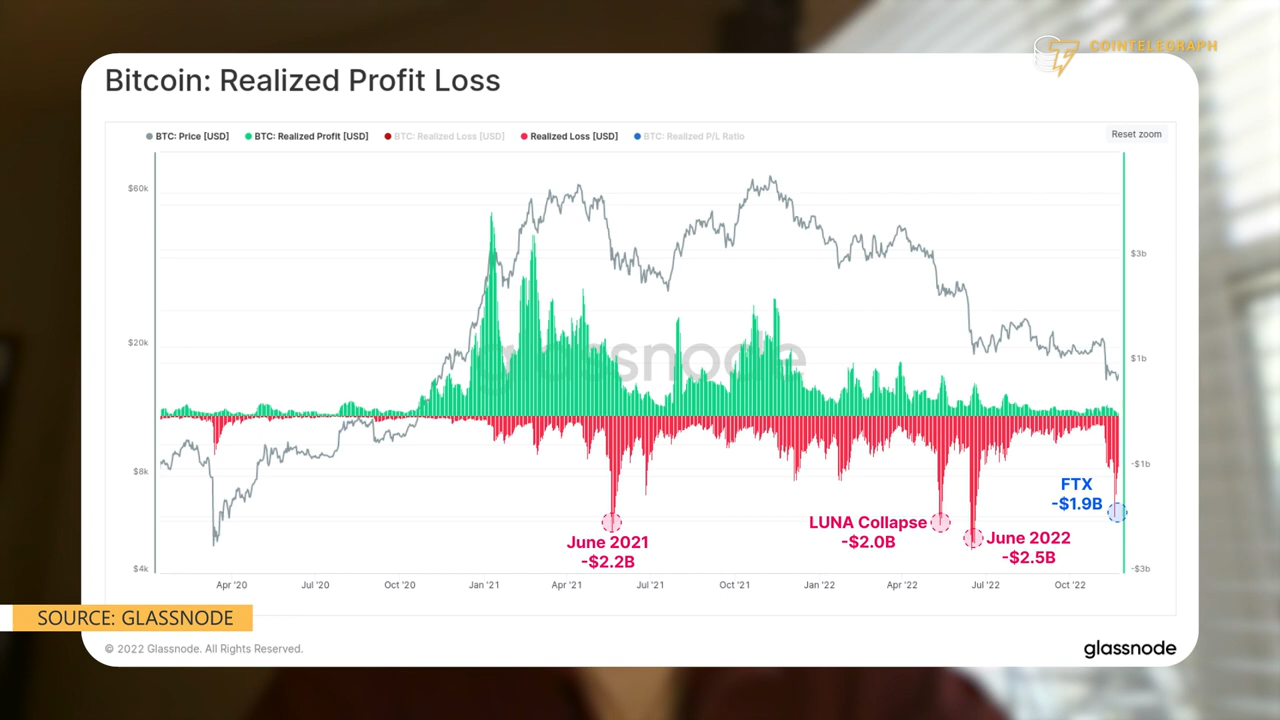 COINTELEGRAPH
Bitcoin: Realized Profit Loss
BTC: Price [USD] BTC: Realized Profit [USD] BTC: Realized Loss [USD] Realized Loss [USD] BTC: Realized P/L Ratio Reset zoom
$60k
$3b
$20k
$1b
glassnode
$8k
-$1b
FTX
-$1.9B
LUNA Collapse
-$2.0B
June 2021
-$2.2B
June 2022
-$2.5B
$4k
-$3b
Apr '20 Jul '20 Oct '20 Jan '21 Apr '21 Jul '21 Oct '21 Jan '22 Apr '22 Jul '22 Oct '22
SOURCE: GLASSNODE
© 2022 Glassnode. All Rights Reserved.
glassnode